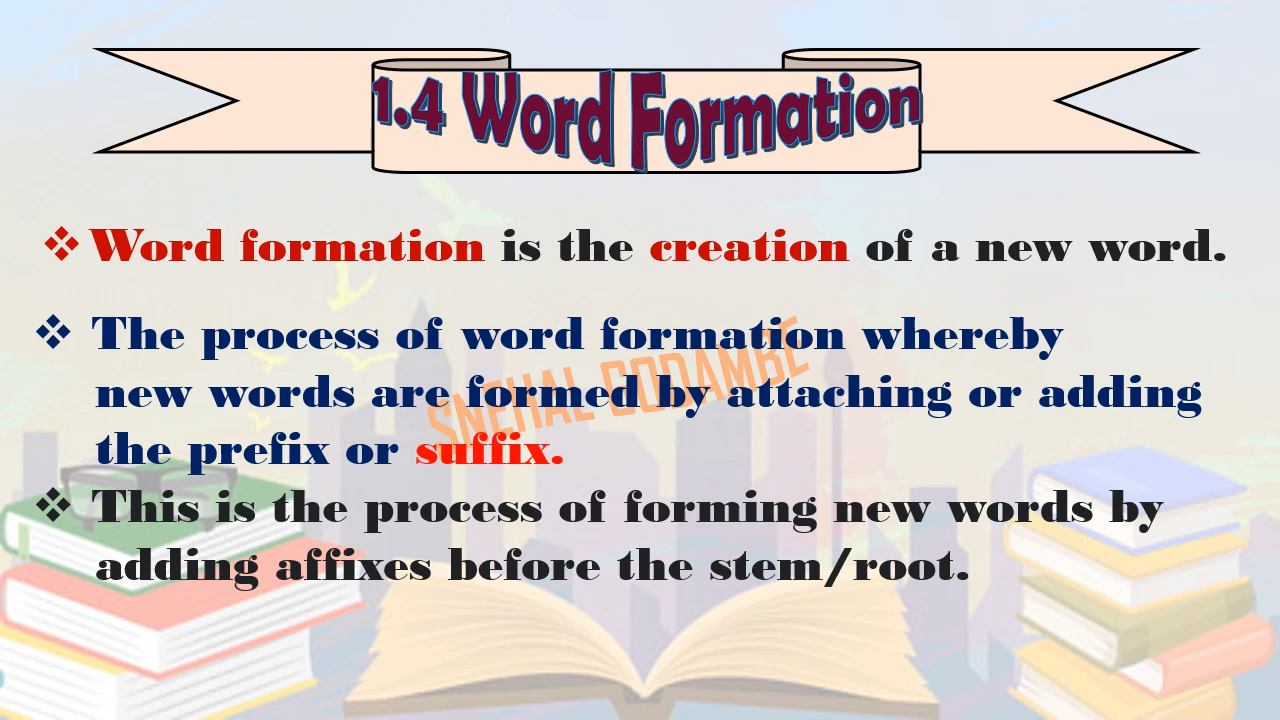 1.4 Word Formation
❖ Word formation is the creation of a new word.
❖ The process of word formation whereby
new words are formed by attaching or adding
the prefix or suffix.
❖ This is the process of forming new words by
adding affixes before the stem/root.
SNEHAL GODAMBE